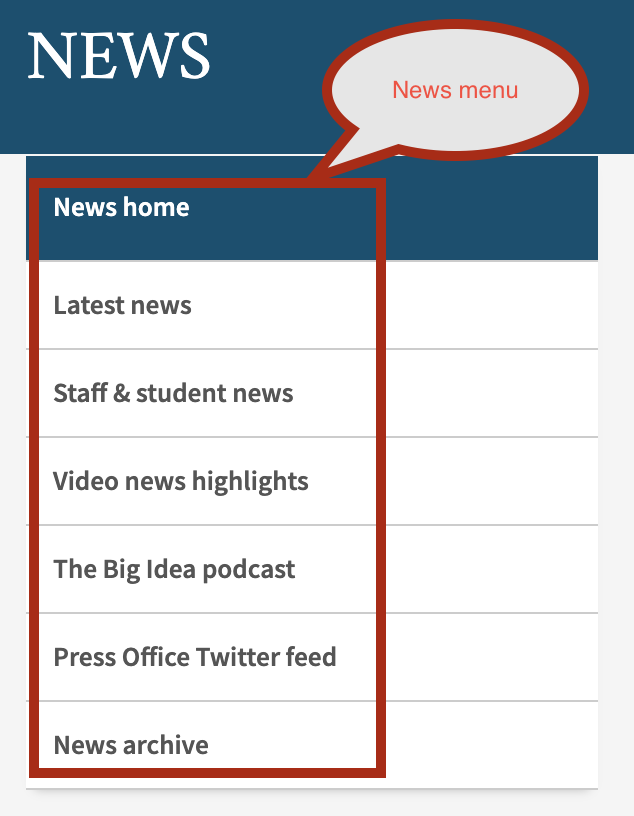 NEWS
News menu
News home
Latest news
Staff & student news
Video news highlights
The Big Idea podcast
Press Office Twitter feed
News archive